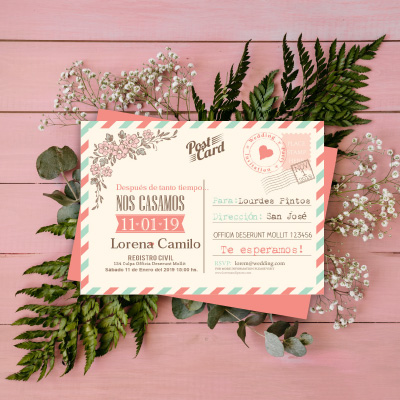 Post
Card
Después de tanto tiempo...
NOS CASAMOS
11·01·19
Lorena Camilo
REGISTRO CIVIL
Sábado 11 de Enero del 2019 18:00 hs.
Para: Lourdes Pintos
Dirección: San José
OFFICIA DESERUNT MOLLIT 123456
Te esperamos!
RSVP: lorem@wedding.com